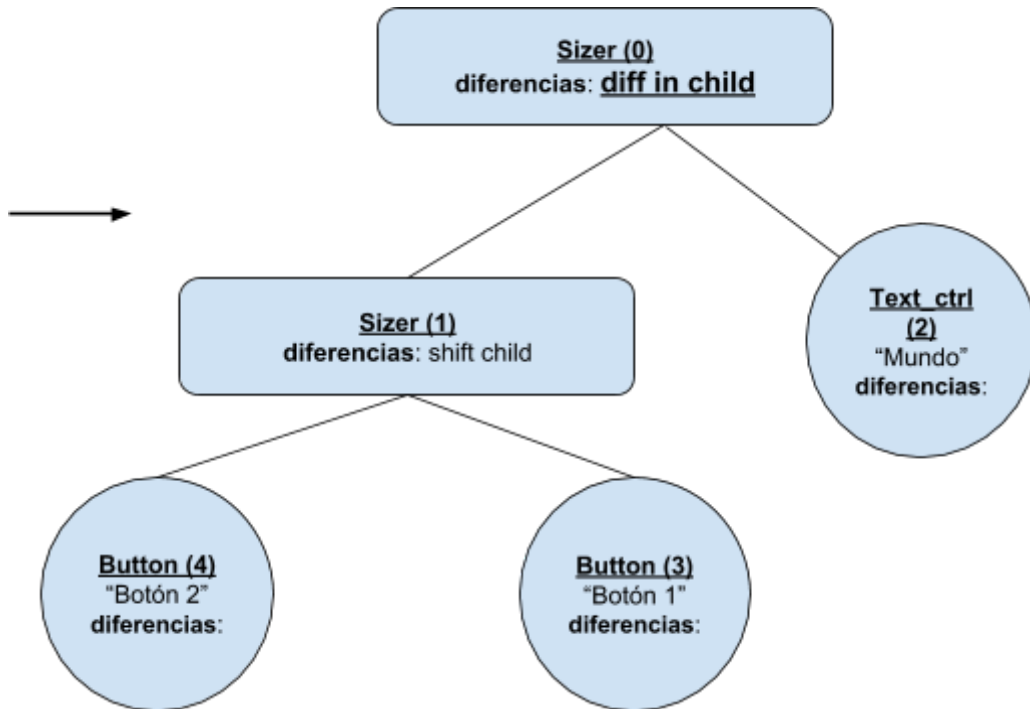 Sizer (0)
diferencias: diff in child
Sizer (1)
diferencias: shift child
Text_ctrl
(2)
“Mundo”
diferencias:
Button (4)
“Botón 2”
diferencias:
Button (3)
“Botón 1”
diferencias: